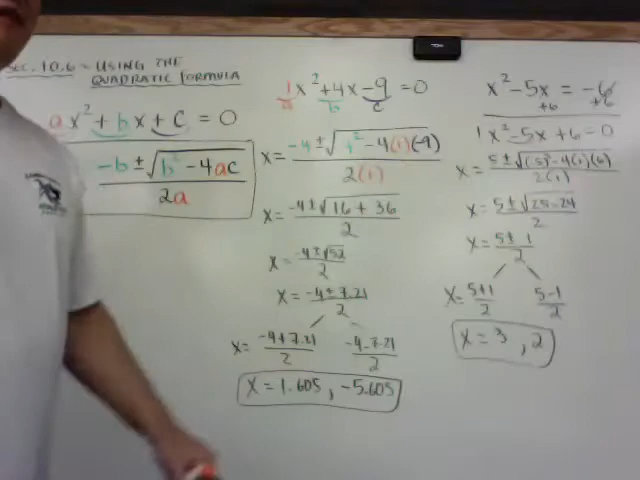 SEC. 10.6 - USING THE
QUADRATIC FORMULA
ax² + bx + c = 0
-b ± √b² - 4ac
2a
1x² + 4x - 9 = 0
a b c
x = -4 ± √4² - 4(1)(-9)
2(1)
x = -4 ± √16 + 36
2
x = -4 ± √52
2
x = -4 ± 7.21
2
x = -4 + 7.21
2
-4 - 7.21
2
x = 1.605, -5.605
x² - 5x = -6
+6 +6
1x² - 5x + 6 = 0
x = 5 ± √(-5)² - 4(1)(6)
2(1)
x = 5 ± √25 - 24
2
x = 5 ± 1
2
x = 5+1
2
5-1
2
x = 3, 2